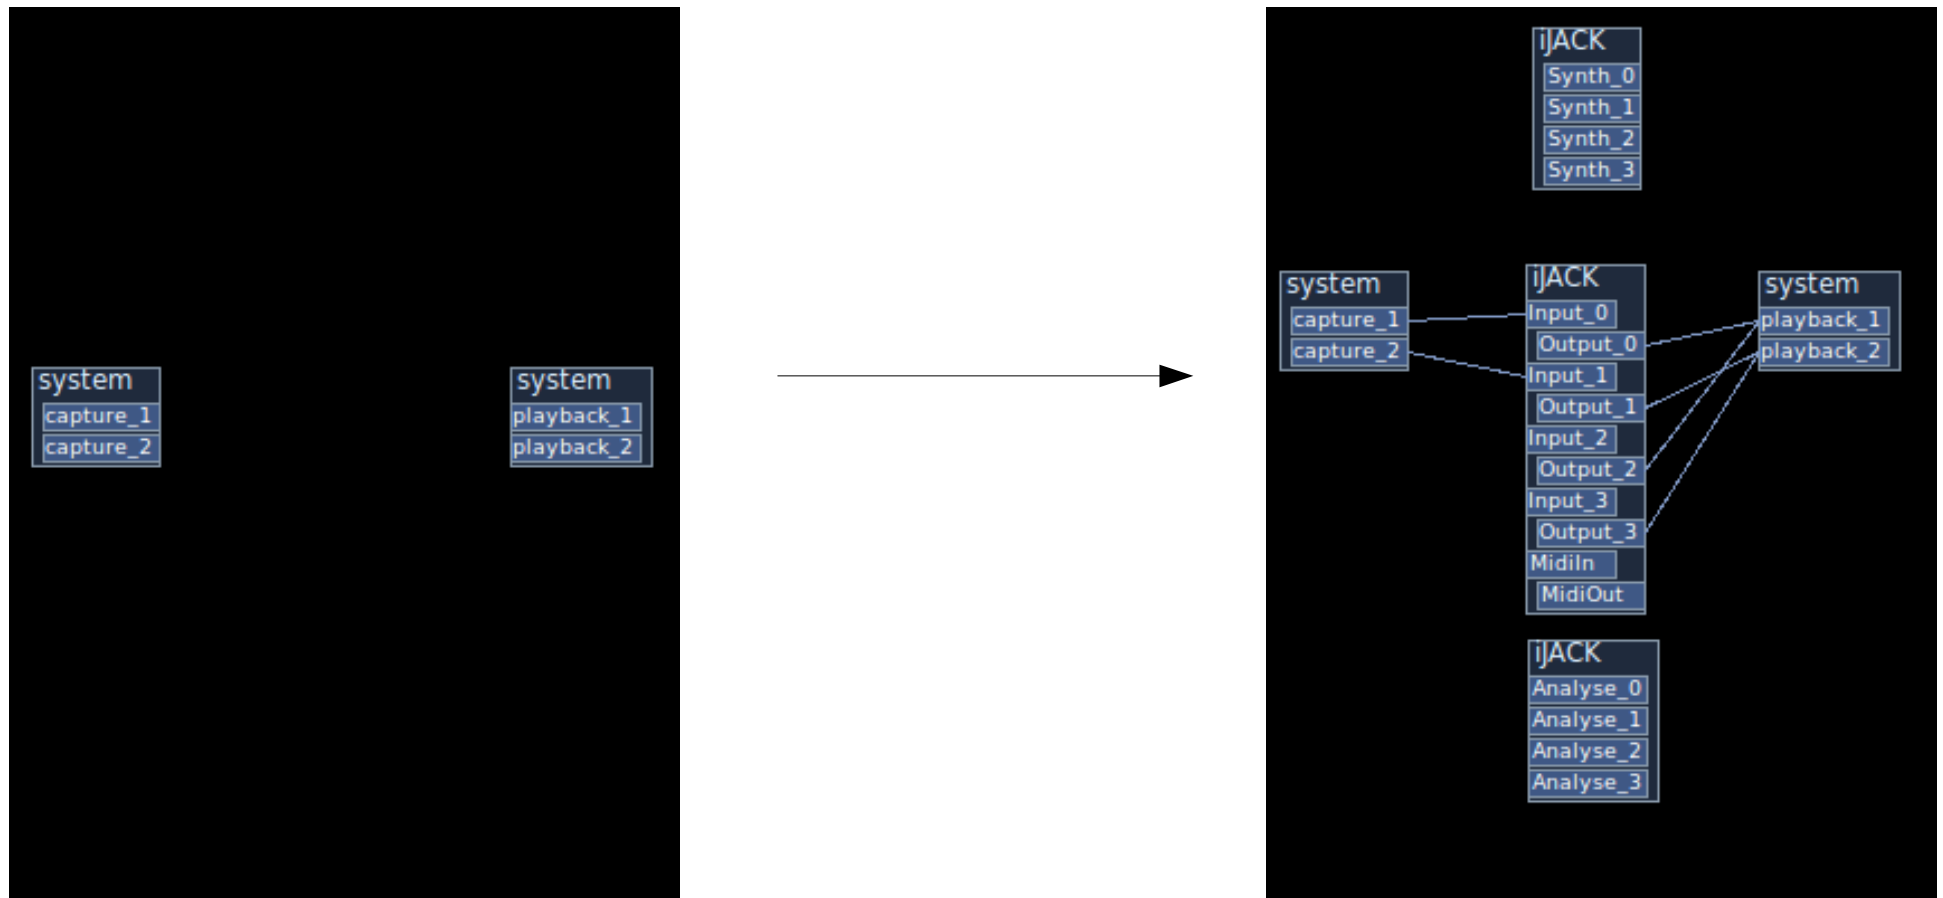 system
capture_1
capture_2
system
playback_1
playback_2
iJACK
Synth_0
Synth_1
Synth_2
Synth_3
system
capture_1
capture_2
iJACK
Input_0
Output_0
Input_1
Output_1
Input_2
Output_2
Input_3
Output_3
MidiIn
MidiOut
system
playback_1
playback_2
iJACK
Analyse_0
Analyse_1
Analyse_2
Analyse_3